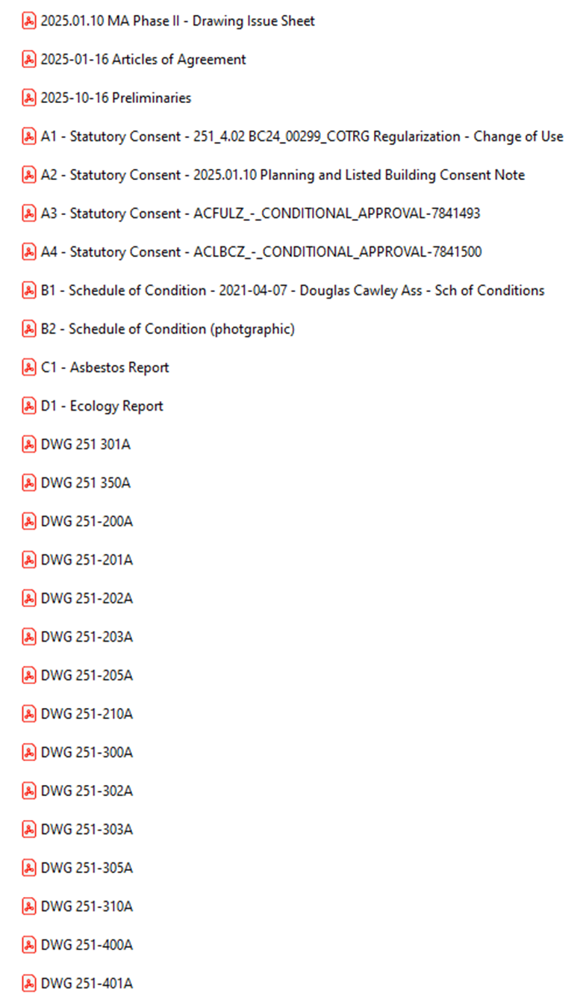 2025.01.10 MA Phase II - Drawing Issue Sheet
2025-01-16 Articles of Agreement
2025-10-16 Preliminaries
A1 - Statutory Consent - 251_4.02 BC24_00299_COTRG Regularization - Change of Use
A2 - Statutory Consent - 2025.01.10 Planning and Listed Building Consent Note
A3 - Statutory Consent - ACFULZ_-_CONDITIONAL_APPROVAL-7841493
A4 - Statutory Consent - ACLBCZ_-_CONDITIONAL_APPROVAL-7841500
B1 - Schedule of Condition - 2021-04-07 - Douglas Cawley Ass - Sch of Conditions
B2 - Schedule of Condition (photgraphic)
C1 - Asbestos Report
D1 - Ecology Report
DWG 251 301A
DWG 251 350A
DWG 251-200A
DWG 251-201A
DWG 251-202A
DWG 251-203A
DWG 251-205A
DWG 251-210A
DWG 251-300A
DWG 251-302A
DWG 251-303A
DWG 251-305A
DWG 251-310A
DWG 251-400A
DWG 251-401A